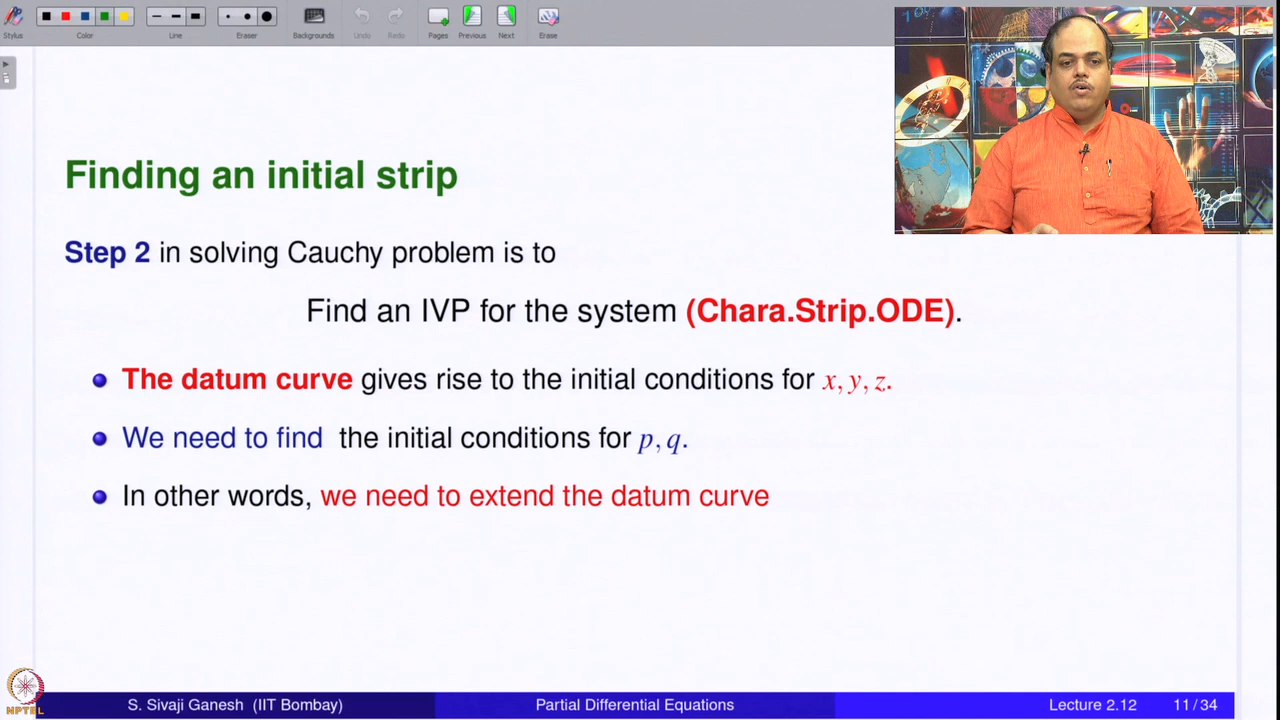 Stylus
Color
Line
Eraser
Backgrounds
Undo
Redo
Pages
Previous
Next
Erase
Finding an initial strip
Step 2 in solving Cauchy problem is to
Find an IVP for the system (Chara.Strip.ODE).
The datum curve gives rise to the initial conditions for x, y, z.
We need to find the initial conditions for p, q.
In other words, we need to extend the datum curve
NPTEL
S. Sivaji Ganesh (IIT Bombay)
Partial Differential Equations
Lecture 2.12
11 / 34